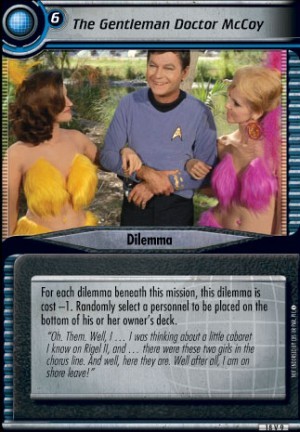 6 The Gentleman Doctor McCoy
Dilemma
For each dilemma beneath this mission, this dilemma is
cost –1. Randomly select a personnel to be placed on the
bottom of his or her owner's deck.
"Oh. Them. Well, I . . . I was thinking about a little cabaret
I know on Rigel II, and . . . there were these two girls in the
chorus line. And well, here they are. Well after all, I am on
shore leave!"
18 V 8